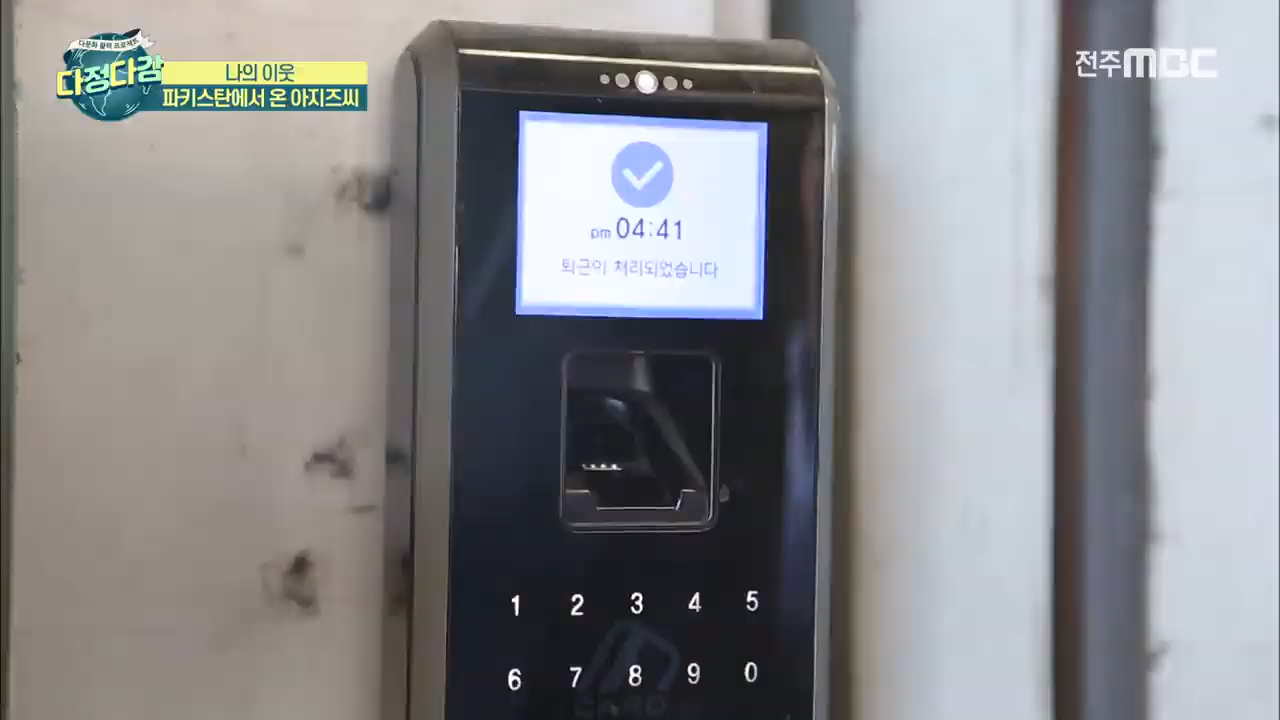 다문화 활력 프로젝트
다정다감
나의 이웃
파키스탄에서 온 아지즈씨
전주MBC
pm 04:41
퇴근이 처리되었습니다
1 2 3 4 5
6 7 8 9 0
CARD